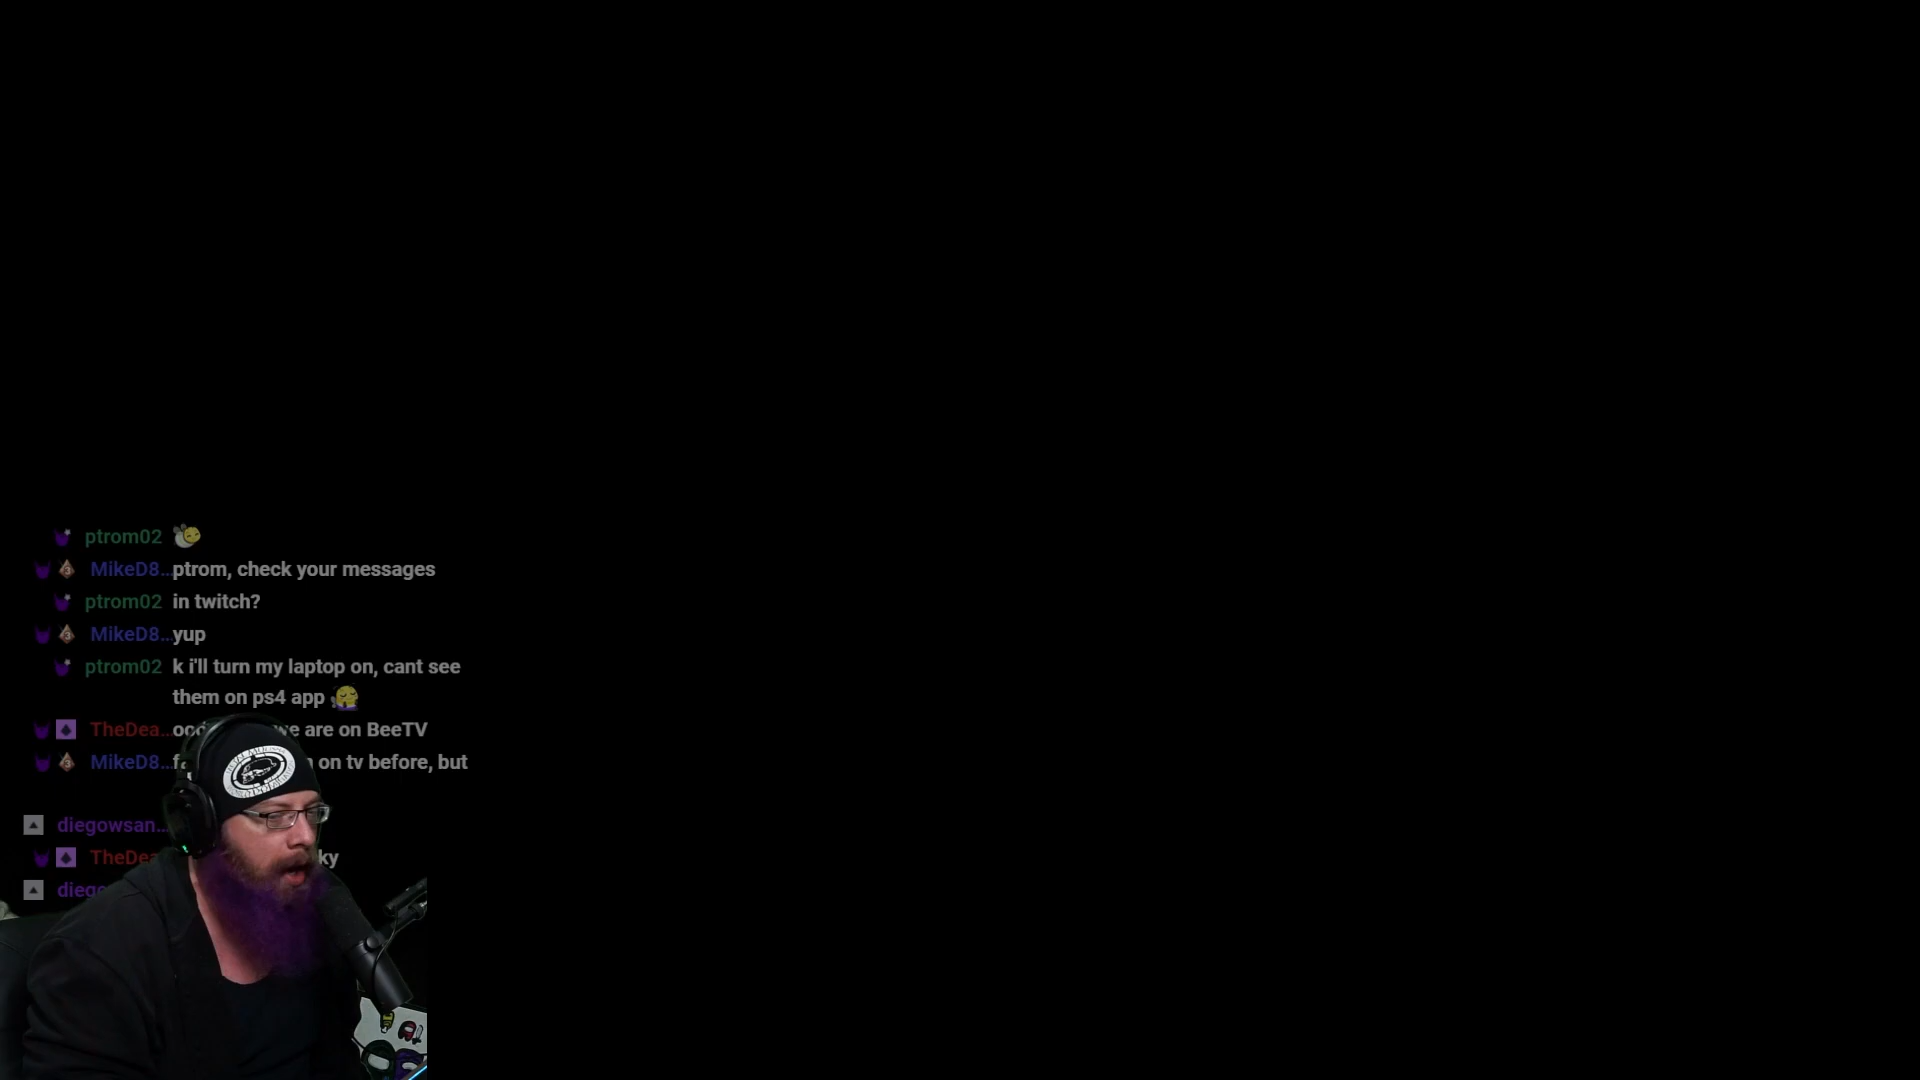 ptrom02
MikeD8... ptrom, check your messages
ptrom02 in twitch?
MikeD8... yup
ptrom02 k i'll turn my laptop on, cant see
them on ps4 app
TheDea... we are on BeeTV
MikeD8... on tv before, but
diegowsan...
TheDea